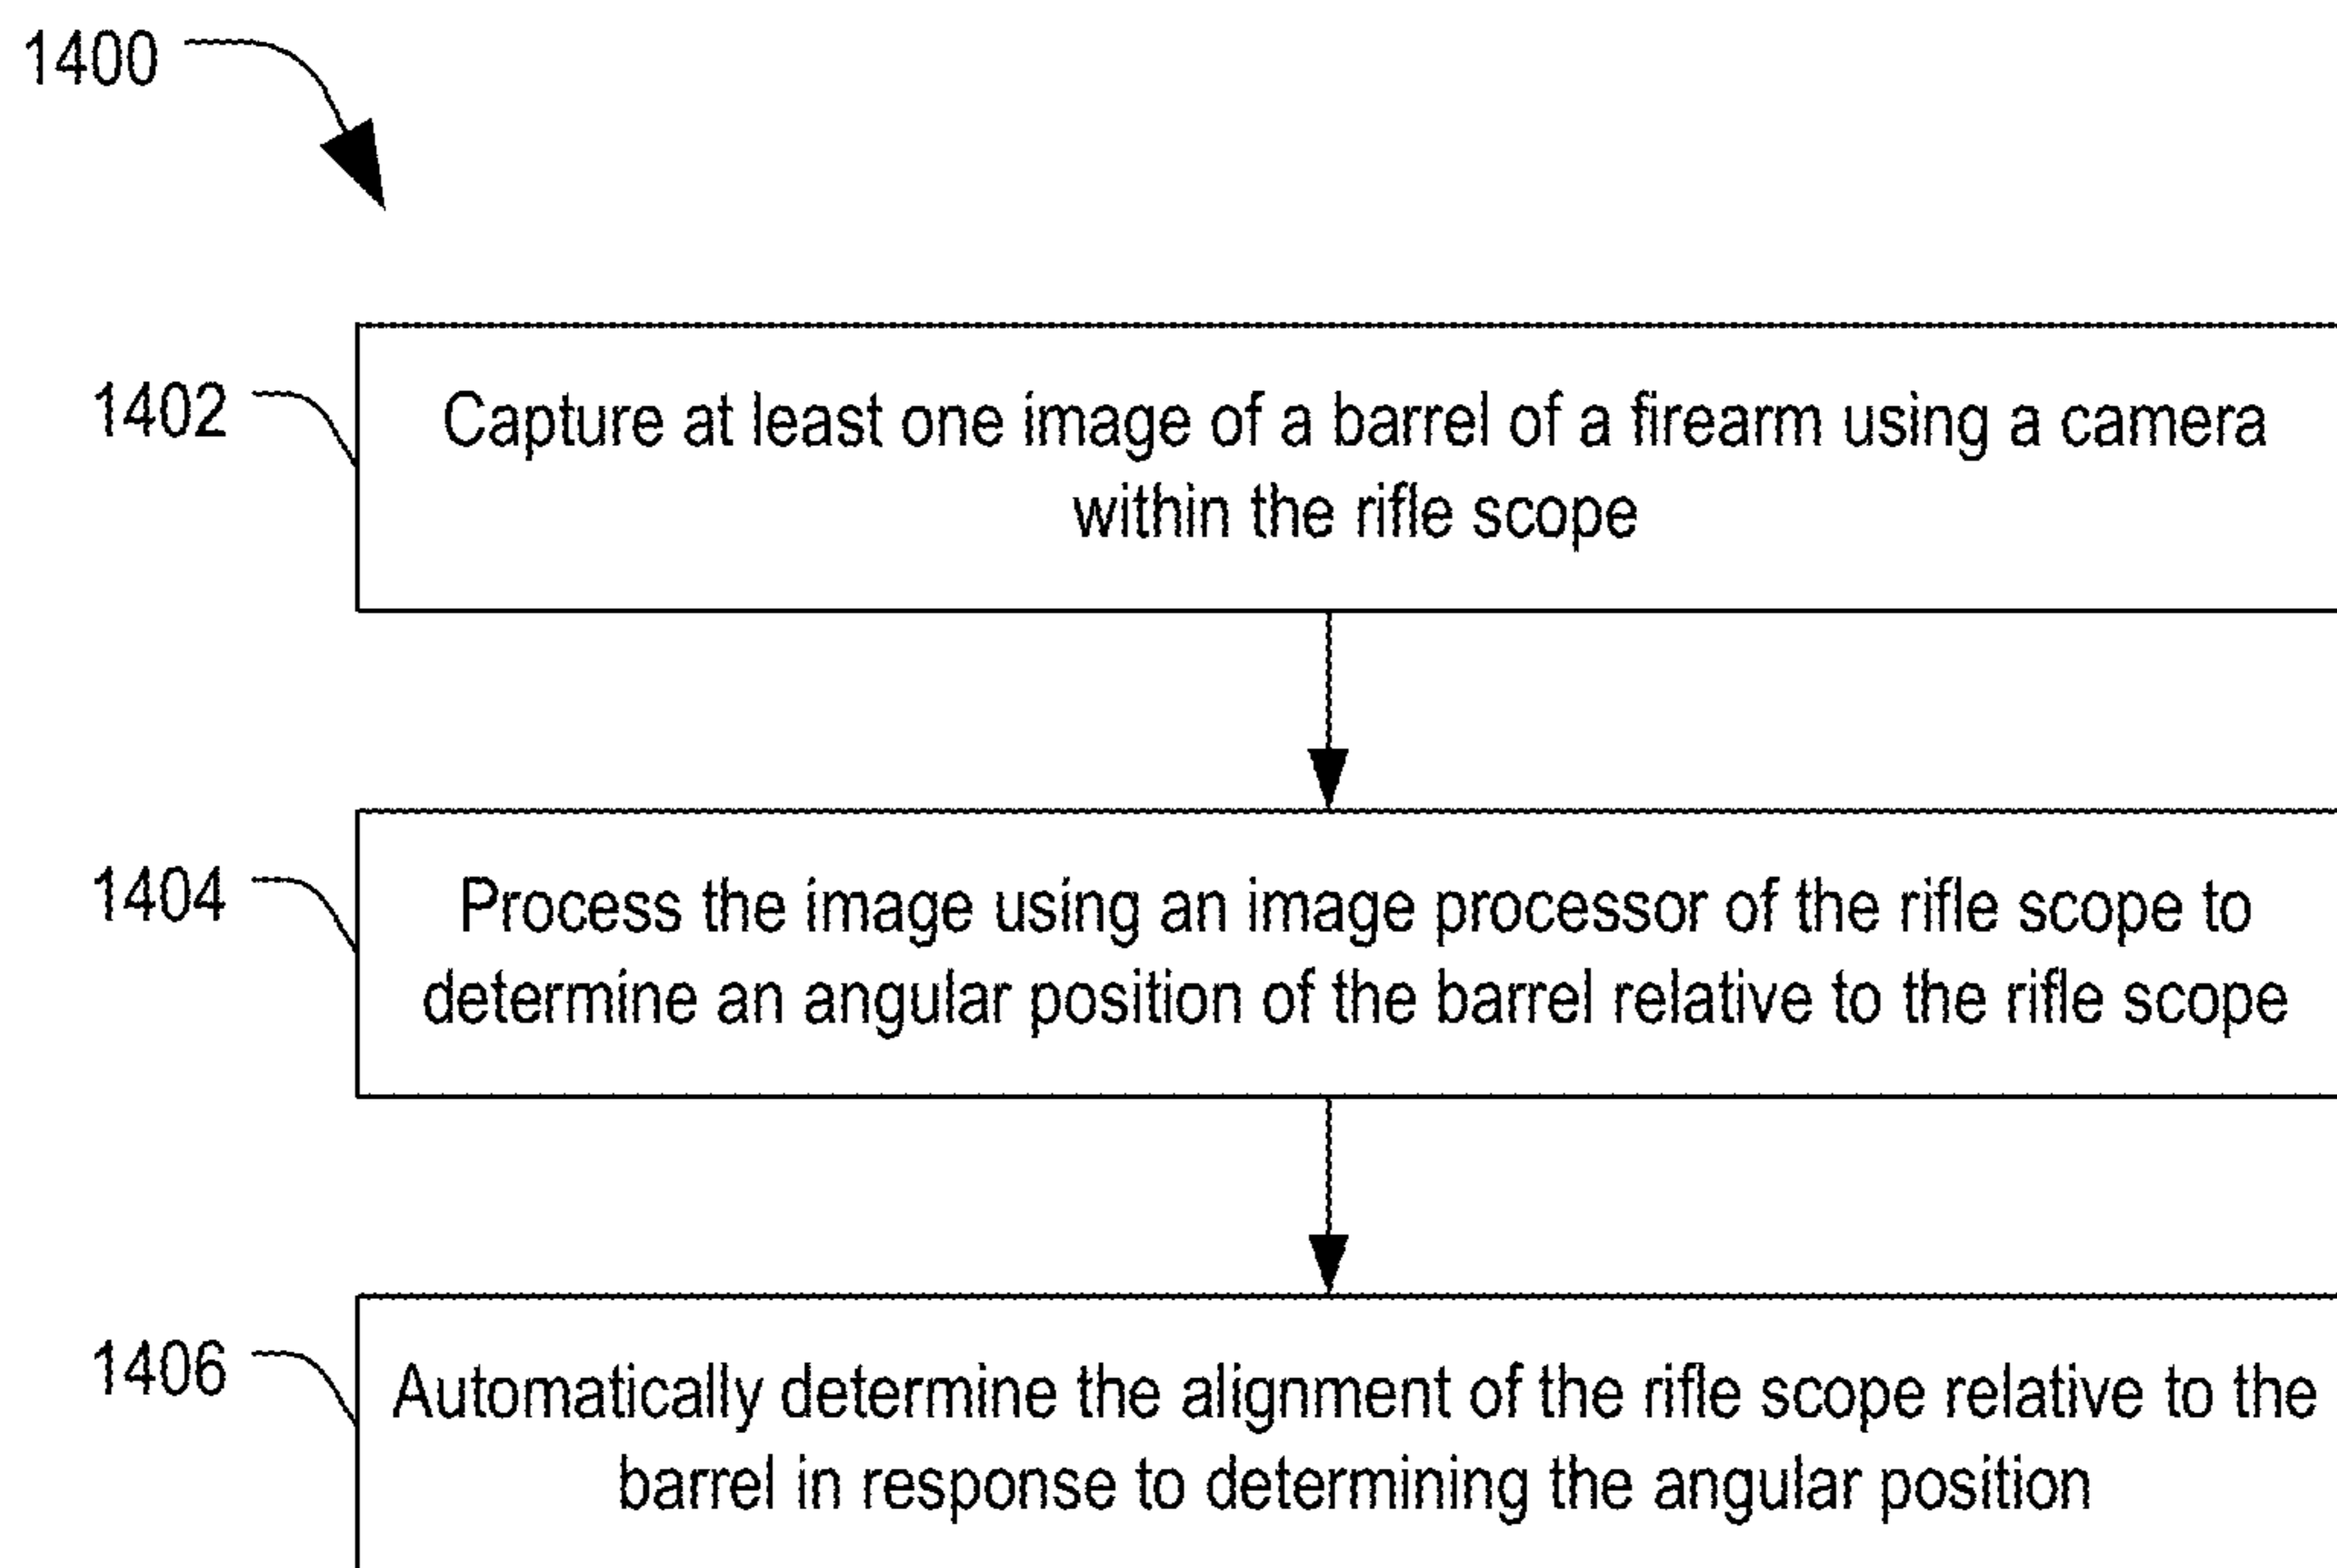 1400
1402
Capture at least one image of a barrel of a firearm using a camera
within the rifle scope
1404
Process the image using an image processor of the rifle scope to
determine an angular position of the barrel relative to the rifle scope
1406
Automatically determine the alignment of the rifle scope relative to the
barrel in response to determining the angular position